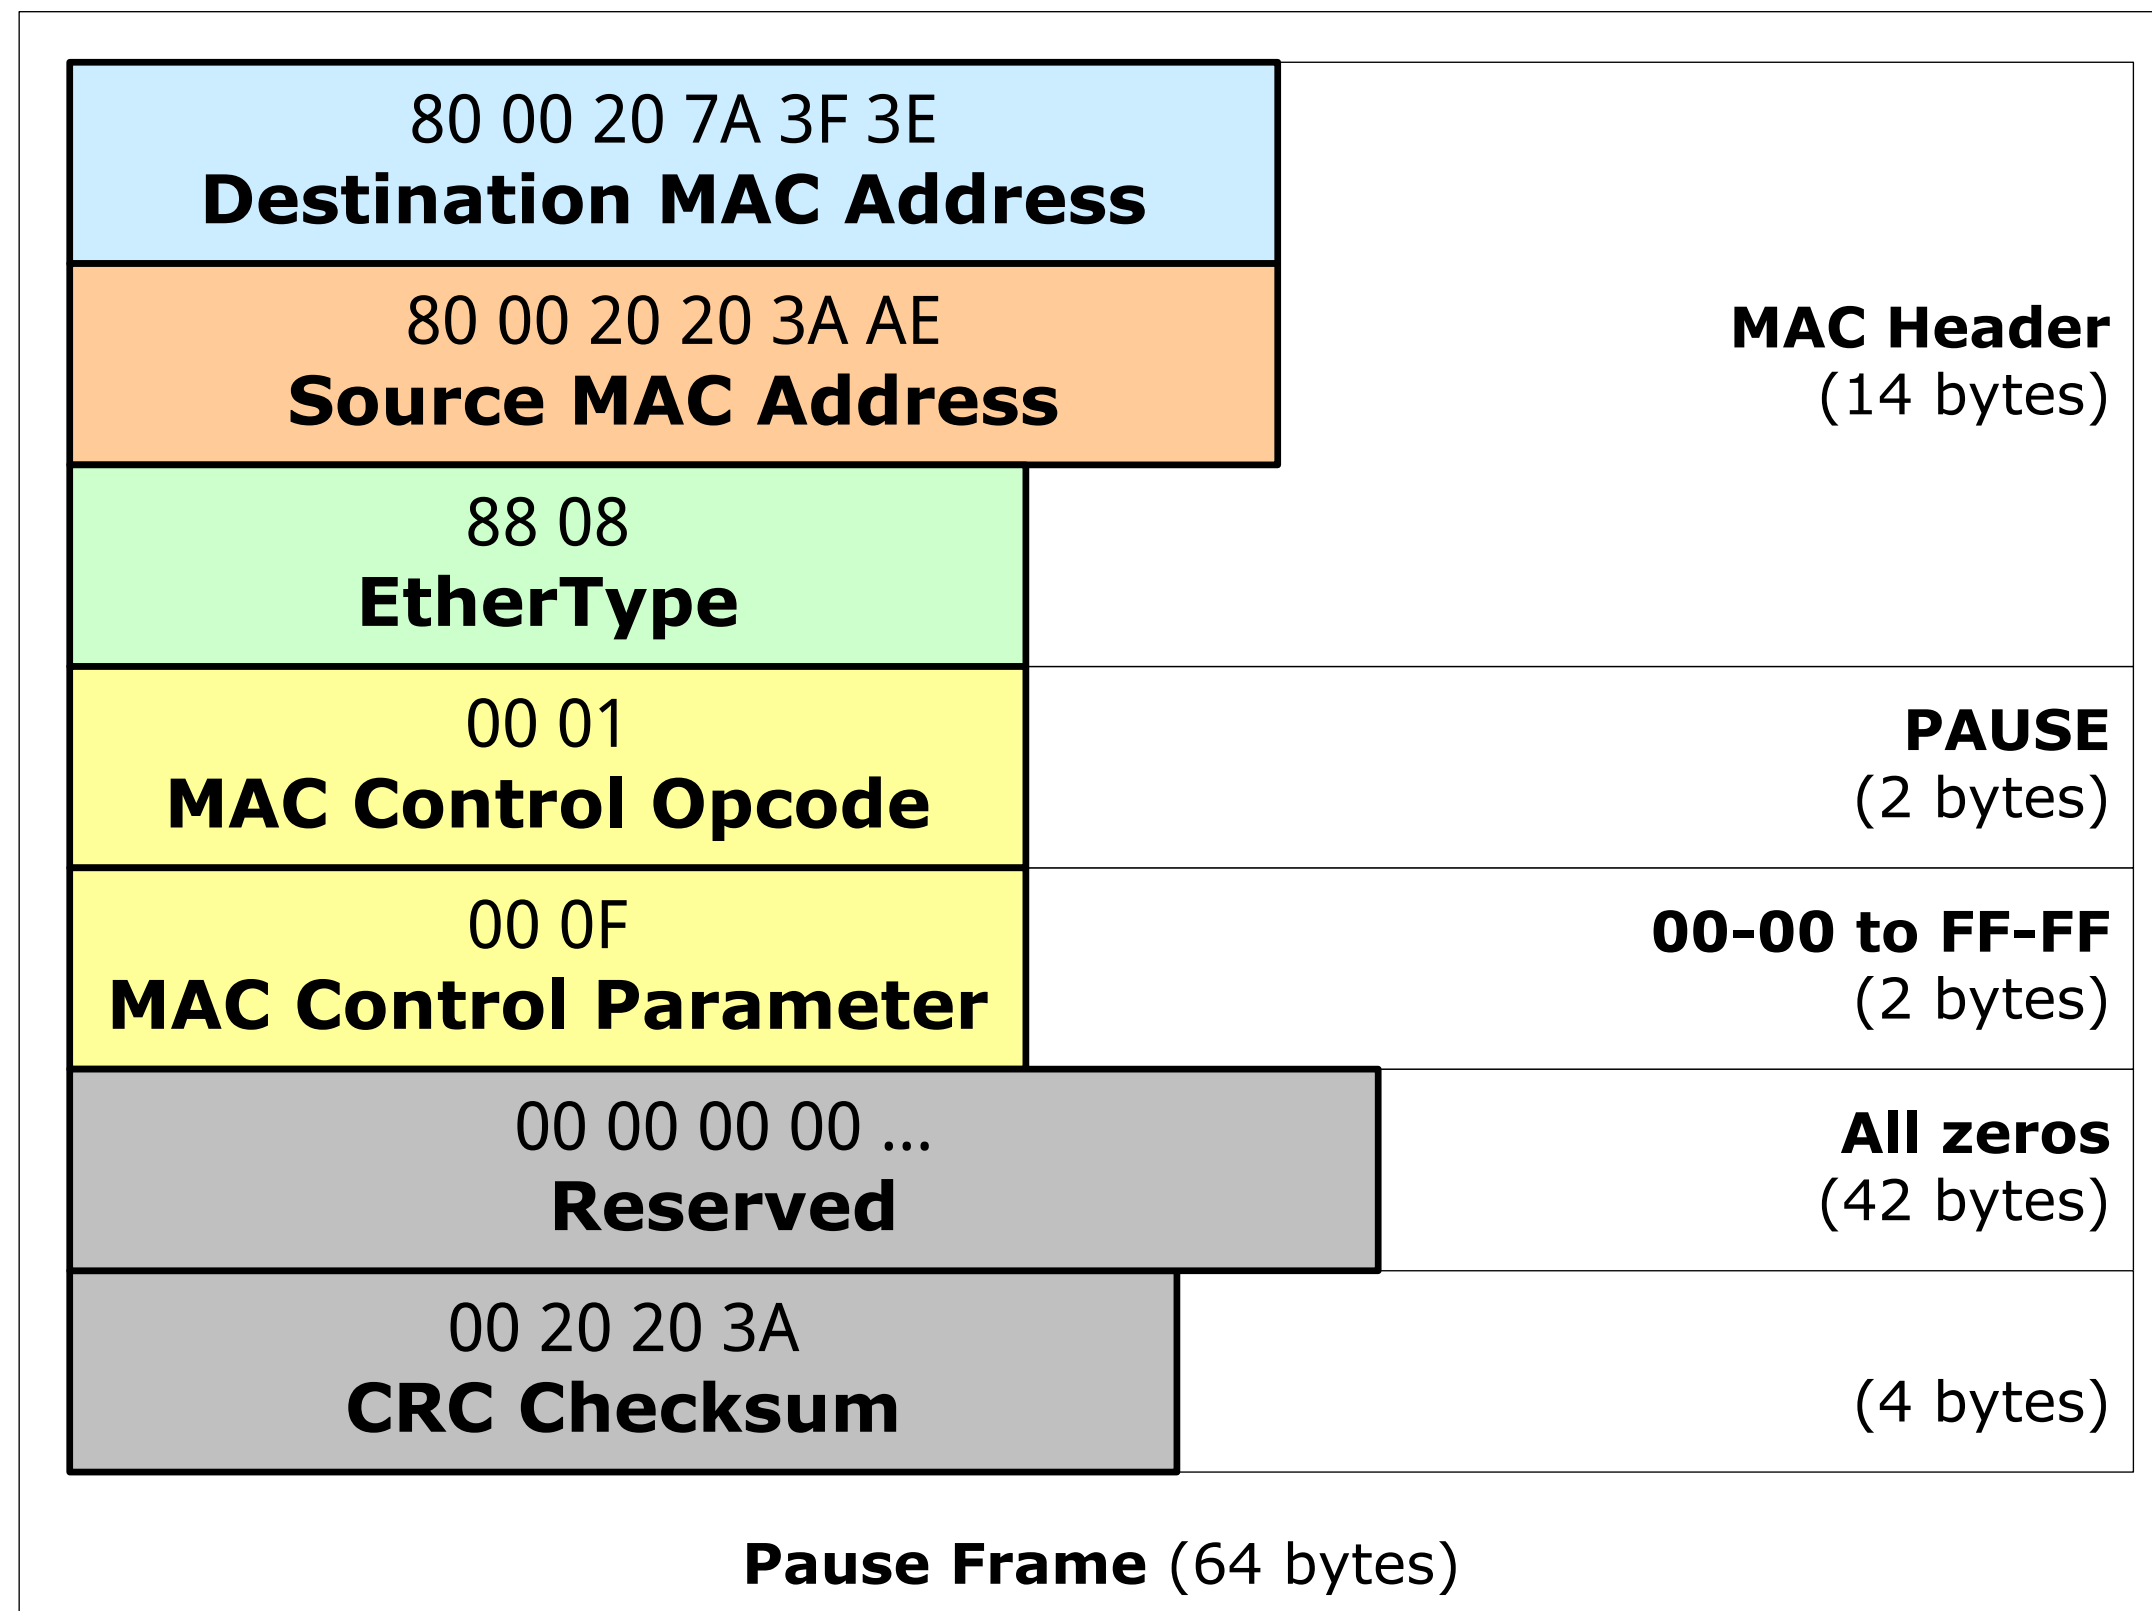 80 00 20 7A 3F 3E
Destination MAC Address
80 00 20 20 3A AE
Source MAC Address
MAC Header
(14 bytes)
88 08
EtherType
00 01
MAC Control Opcode
PAUSE
(2 bytes)
00 0F
MAC Control Parameter
00-00 to FF-FF
(2 bytes)
00 00 00 00 ...
Reserved
All zeros
(42 bytes)
00 20 20 3A
CRC Checksum
(4 bytes)
Pause Frame (64 bytes)